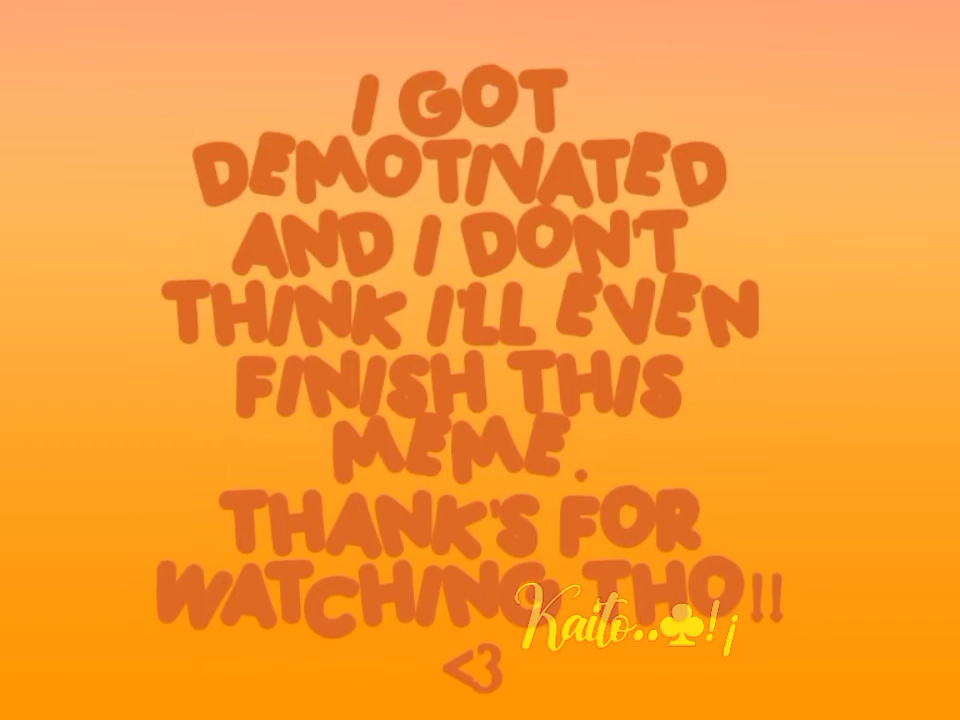 I GOT
DEMOTIVATED
AND I DON'T
THINK I'LL EVEN
FINISH THIS
MEME.
THANK'S FOR
WATCHING THO!!
Kaito..♣!¡
<3